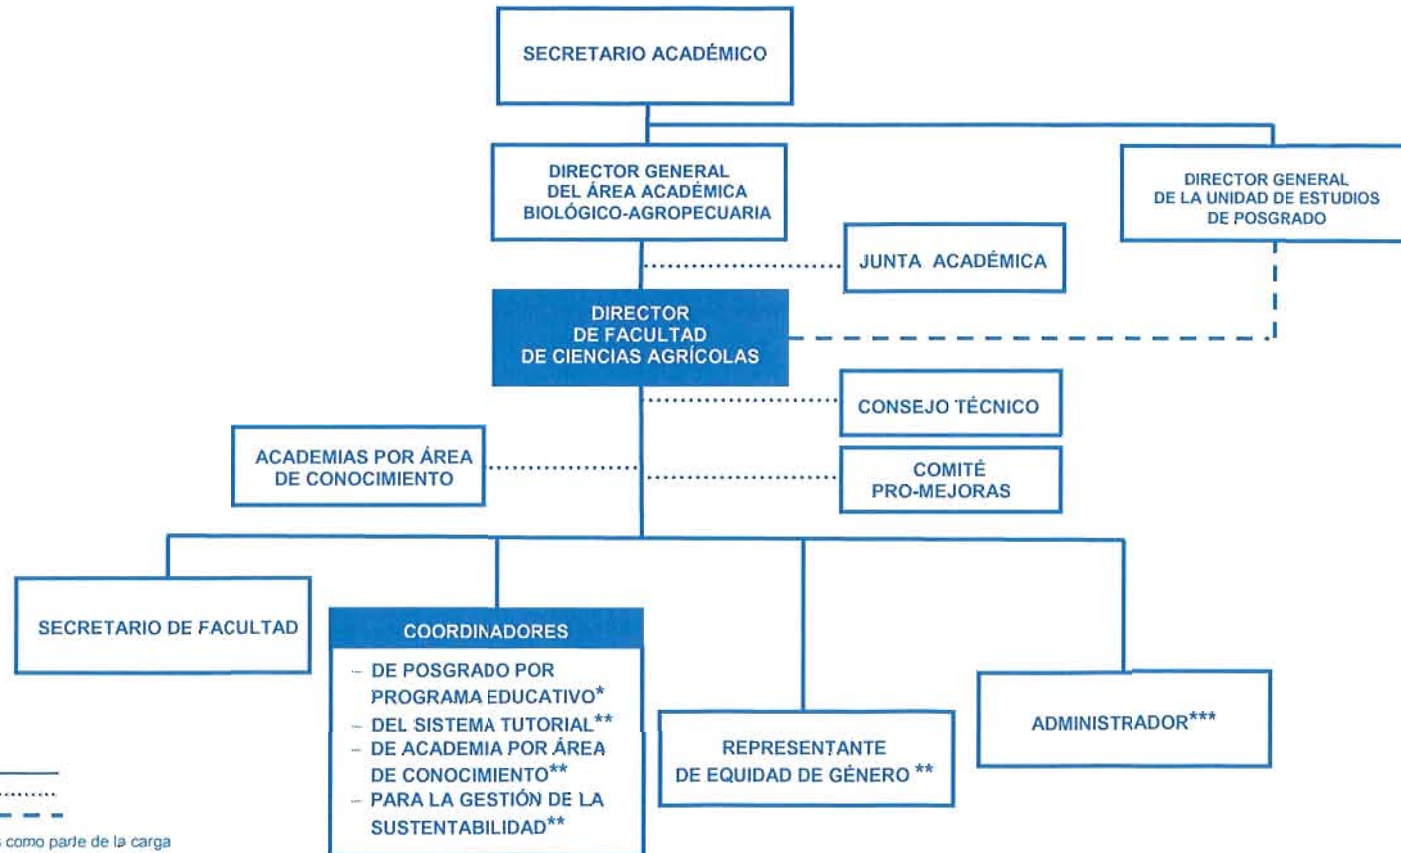 SECRETARIO ACADÉMICO
DIRECTOR GENERAL
DEL ÁREA ACADÉMICA
BIOLÓGICO-AGROPECUARIA
DIRECTOR GENERAL
DE LA UNIDAD DE ESTUDIOS
DE POSGRADO
JUNTA ACADÉMICA
DIRECTOR
DE FACULTAD
DE CIENCIAS AGRÍCOLAS
CONSEJO TÉCNICO
ACADEMIAS POR ÁREA
DE CONOCIMIENTO
COMITÉ
PRO-MEJORAS
SECRETARIO DE FACULTAD
COORDINADORES
– DE POSGRADO POR
PROGRAMA EDUCATIVO*
– DEL SISTEMA TUTORIAL**
– DE ACADEMIA POR ÁREA
DE CONOCIMIENTO**
– PARA LA GESTIÓN DE LA
SUSTENTABILIDAD**
REPRESENTANTE
DE EQUIDAD DE GÉNERO **
ADMINISTRADOR***
como parte de la carga